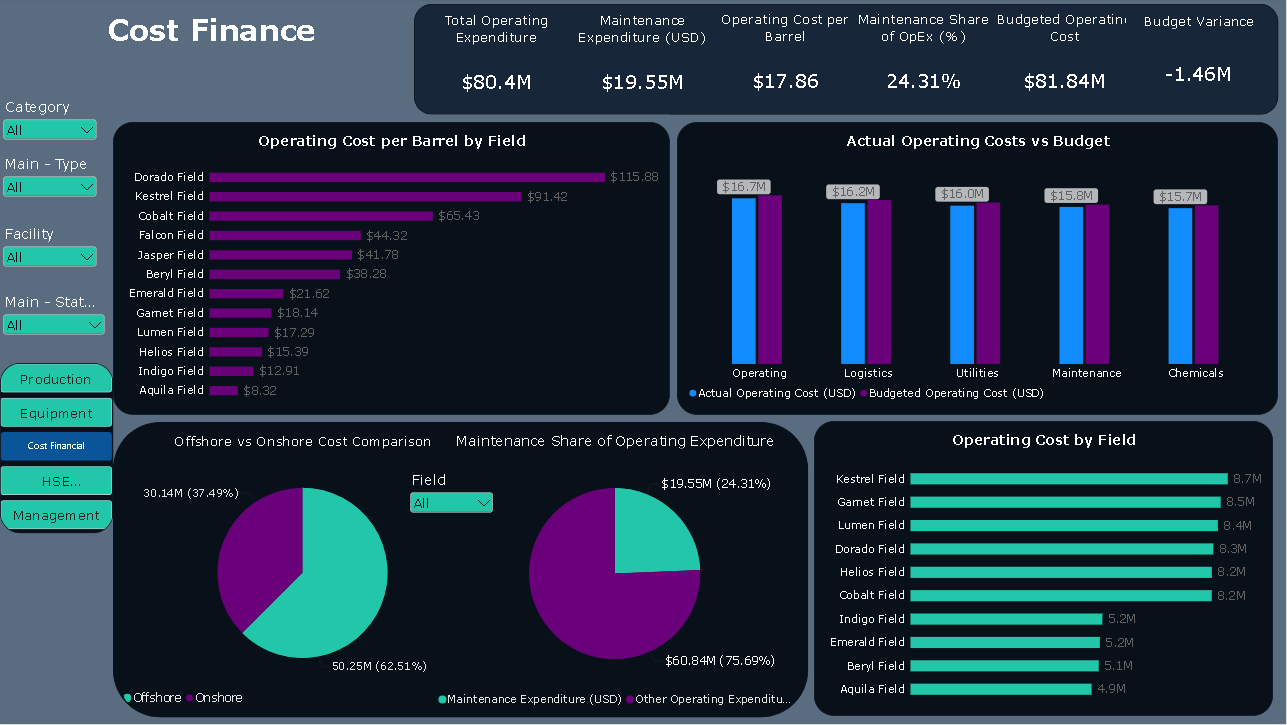 Cost Finance
Total Operating
Expenditure
$80.4M
Maintenance
Expenditure (USD)
$19.55M
Operating Cost per
Barrel
$17.86
Maintenance Share
of OpEx (%)
24.31%
Budgeted Operatin
Cost
$81.84M
Budget Variance
-1.46M
Category
All
Main - Type
All
Facility
All
Main - Stat...
All
Production
Equipment
Cost Financial
HSE...
Management
Operating Cost per Barrel by Field
Dorado Field $115.88
Kestrel Field $91.42
Cobalt Field $65.43
Falcon Field $44.32
Jasper Field $41.78
Beryl Field $38.28
Emerald Field $21.62
Garnet Field $18.14
Lumen Field $17.29
Helios Field $15.39
Indigo Field $12.91
Aquila Field $8.32
Actual Operating Costs vs Budget
$16.7M $16.2M $16.0M $15.8M $15.7M
Operating Logistics Utilities Maintenance Chemicals
Actual Operating Cost (USD) Budgeted Operating Cost (USD)
Offshore vs Onshore Cost Comparison
30.14M (37.49%)
50.25M (62.51%)
Offshore Onshore
Field
All
Maintenance Share of Operating Expenditure
$19.55M (24.31%)
$60.84M (75.69%)
Maintenance Expenditure (USD) Other Operating Expenditu...
Operating Cost by Field
Kestrel Field 8.7M
Garnet Field 8.5M
Lumen Field 8.4M
Dorado Field 8.3M
Helios Field 8.2M
Cobalt Field 8.2M
Indigo Field 5.2M
Emerald Field 5.2M
Beryl Field 5.1M
Aquila Field 4.9M